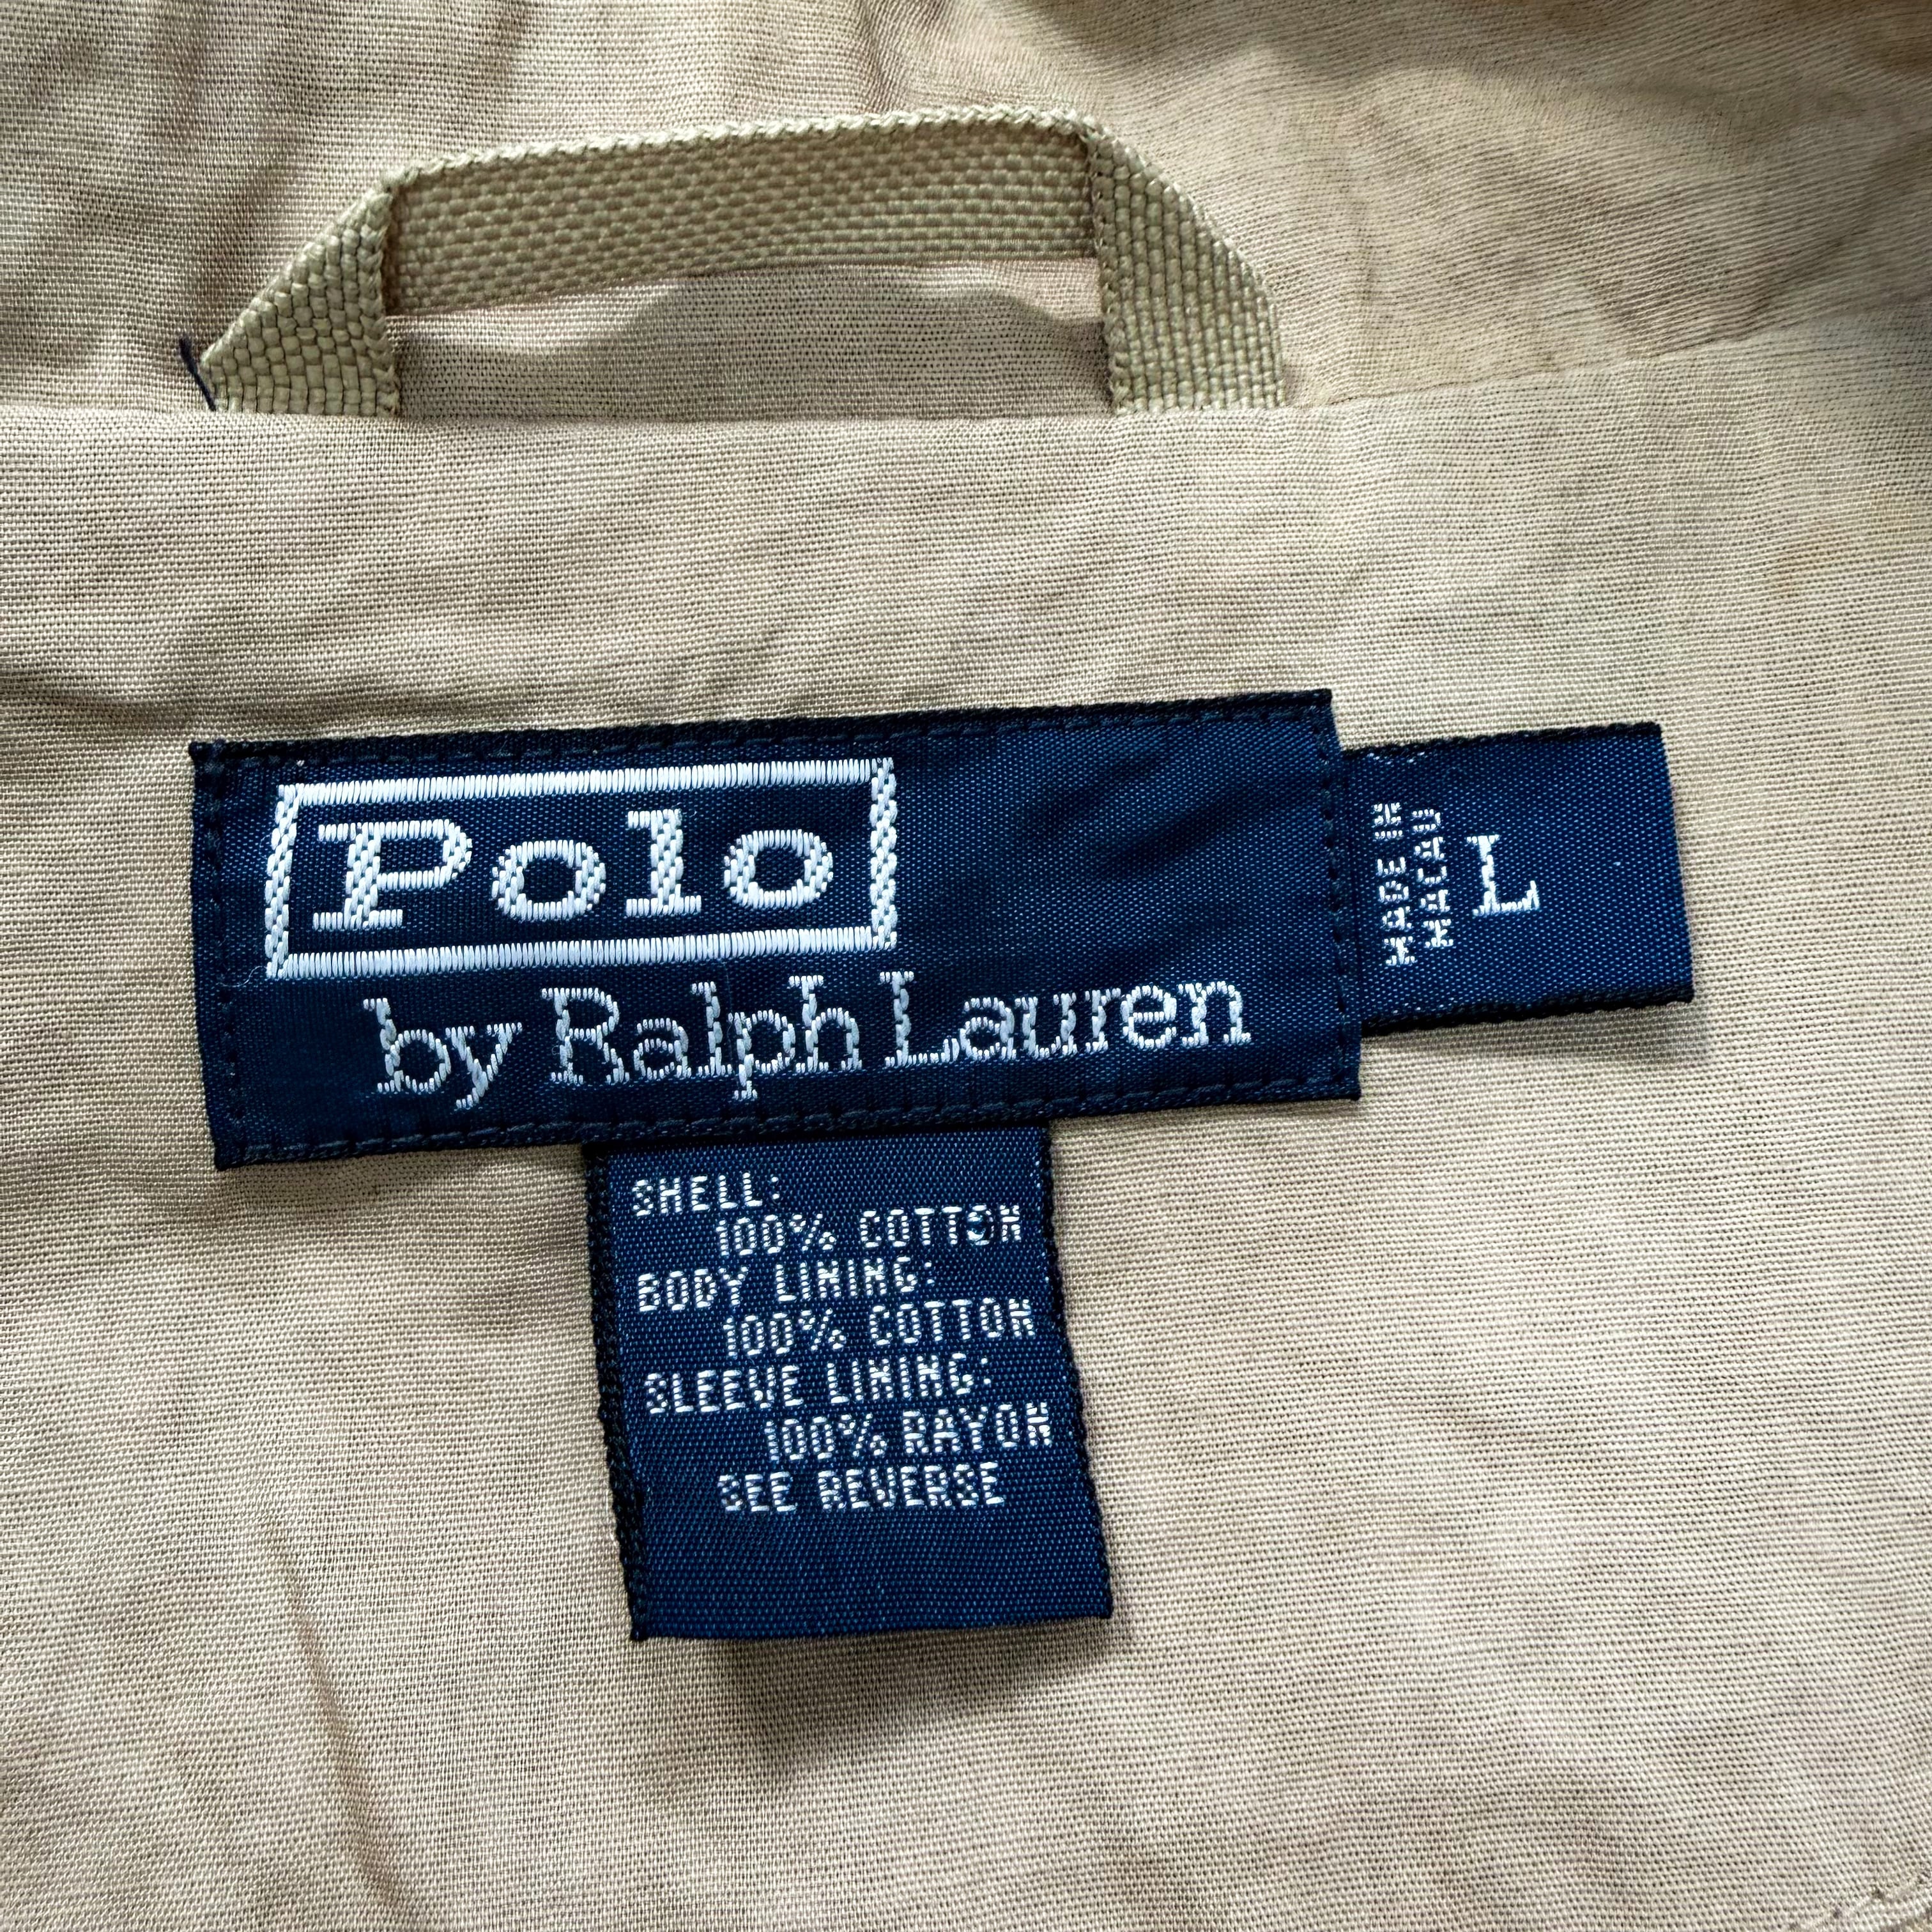 Polo
by Ralph Lauren
MADE IN
MACAU
L
SHELL:
100% COTTON
BODY LINING:
100% COTTON
SLEEVE LINING:
100% RAYON
SEE REVERSE